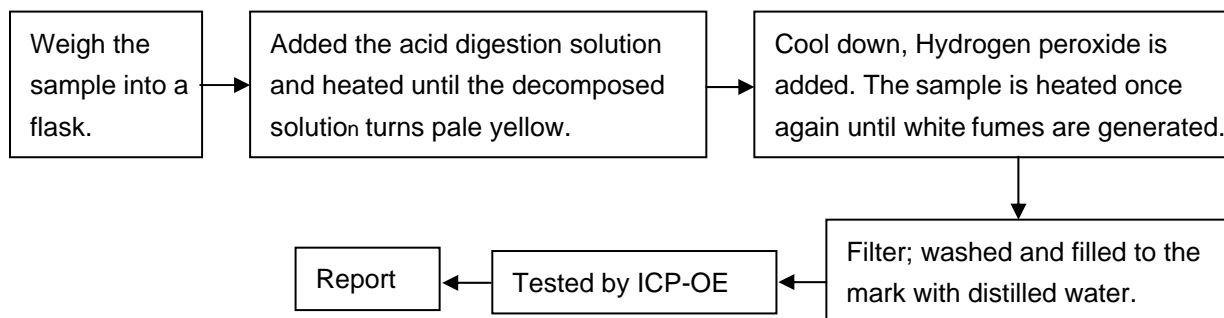 Weigh the
sample into a
flask.
Added the acid digestion solution
and heated until the decomposed
solution turns pale yellow.
Cool down, Hydrogen peroxide is
added. The sample is heated once
again until white fumes are generated.
Filter; washed and filled to the
mark with distilled water.
Tested by ICP-OE
Report